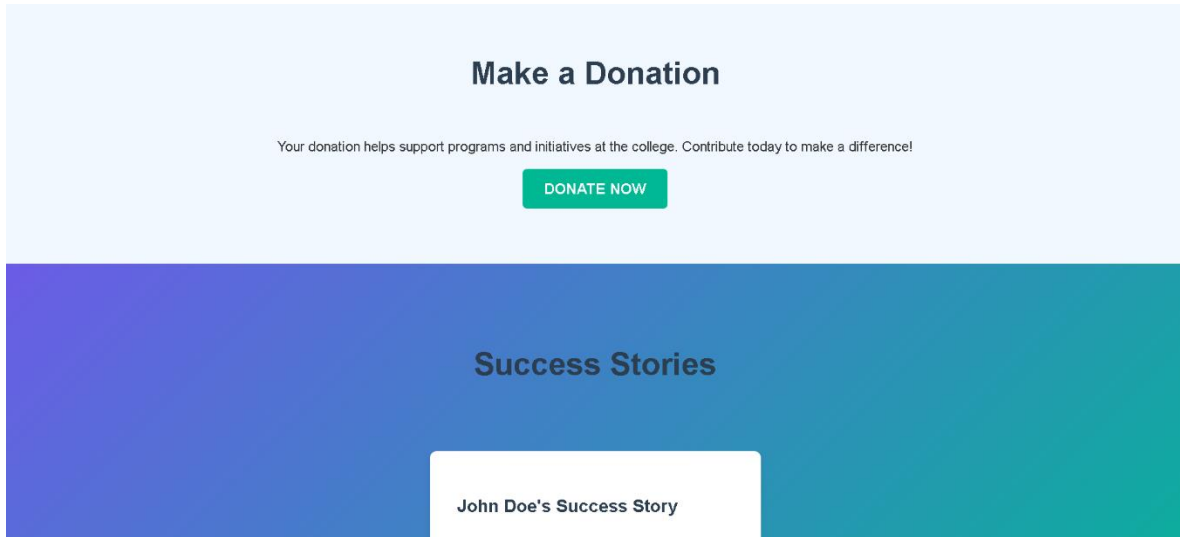 Make a Donation
Your donation helps support programs and initiatives at the college. Contribute today to make a difference!
DONATE NOW
Success Stories
John Doe's Success Story